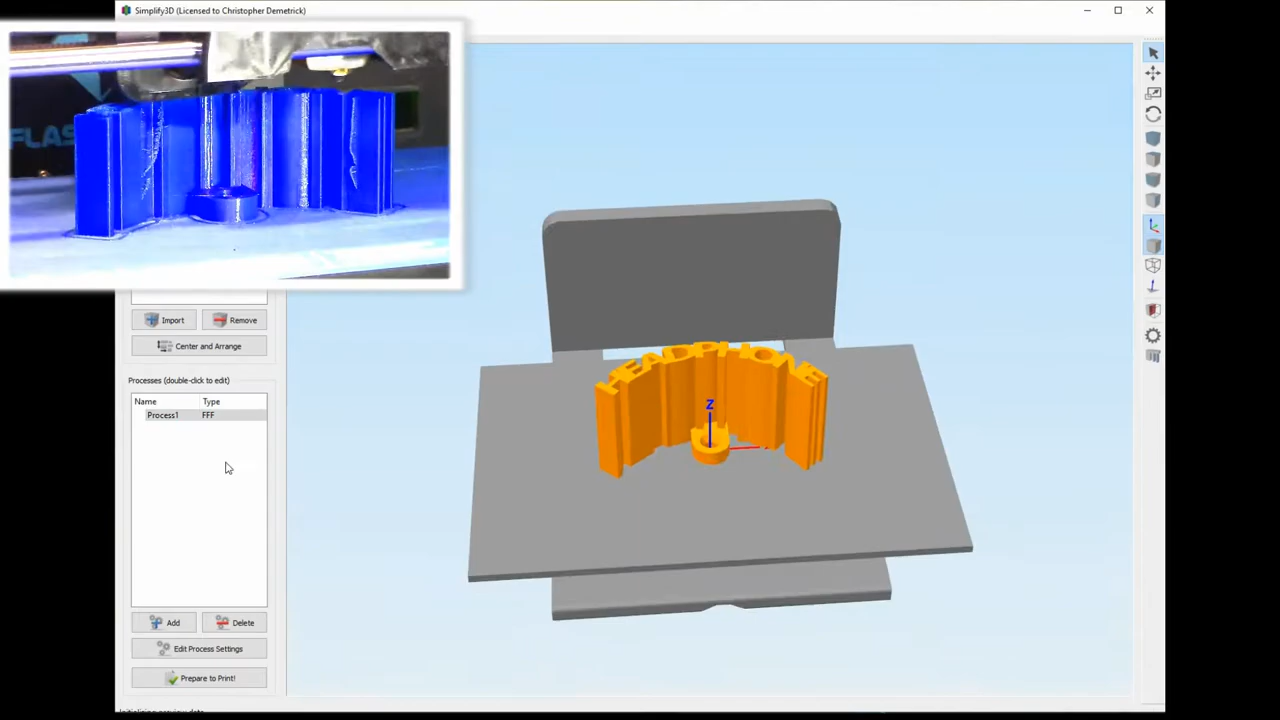 Simplify3D (Licensed to Christopher Demetrick)
FLAS
Import
Remove
Center and Arrange
Processes (double-click to edit)
Name Type
Process1 FFF
HEADPHONE
Z
Add
Delete
Edit Process Settings
Prepare to Print!